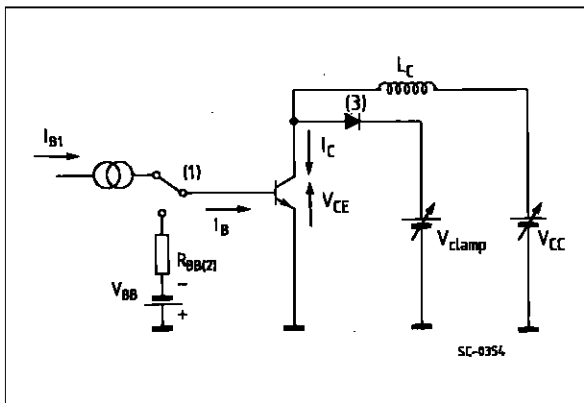 L_C
(3)
I_B1
(1)
I_C
V_CE
I_B
R_BB(2)
V_BB
-
+
V_clamp
V_CC
SC-0354